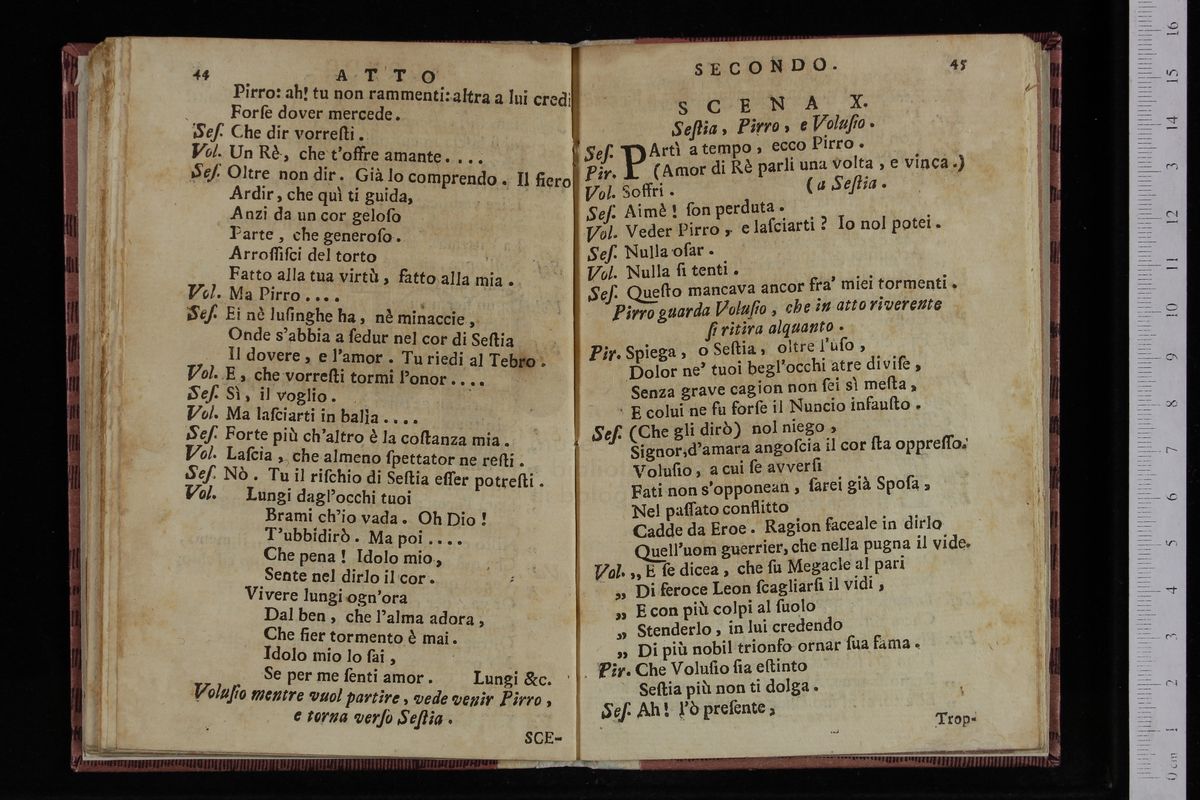 44
ATTO
Pirro: ah! tu non rammenti: altra a lui credi
Forſe dover mercede.
Seſ. Che dir vorreſti.
Vol. Un Rè, che t'offre amante. . . .
Seſ. Oltre non dir. Già lo comprendo. Il fiero
Ardir, che quì ti guida,
Anzi da un cor geloſo
Parte, che generoſo.
Arroſſiſci del torto
Fatto alla tua virtù, fatto alla mia.
Vol. Ma Pirro . . . .
Seſ. Ei nè luſinghe ha, nè minaccie,
Onde s'abbia a ſedur nel cor di Seſtia
Il dovere, e l'amor. Tu riedi al Tebro.
Vol. E, che vorreſti tormi l'onor . . . .
Seſ. Sì, il voglio.
Vol. Ma laſciarti in balìa . . . .
Seſ. Forte più ch'altro è la coſtanza mia.
Vol. Laſcia, che almeno ſpettator ne reſti.
Seſ. Nò. Tu il riſchio di Seſtia eſſer potreſti.
Vol. Lungi dagl'occhi tuoi
Brami ch'io vada. Oh Dio!
T'ubbidirò. Ma poi . . . .
Che pena! Idolo mio,
Sente nel dirlo il cor.
Vivere lungi ogn'ora
Dal ben, che l'alma adora,
Che fier tormento è mai.
Idolo mio lo ſai,
Se per me ſenti amor. Lungi &c.
Voluſio mentre vuol partire, vede venir Pirro,
e torna verſo Seſtia.
SCE-
SECONDO.
45
SCENA X.
Seſtia, Pirro, e Voluſio.
Seſ. PArtì a tempo, ecco Pirro.
Pir. (Amor di Rè parli una volta, e vinca.)
Vol. Soffri. (a Seſtia.
Seſ. Aimè! ſon perduta.
Vol. Veder Pirro, e laſciarti? Io nol potei.
Seſ. Nulla oſar.
Vol. Nulla ſi tenti.
Seſ. Queſto mancava ancor fra' miei tormenti.
Pirro guarda Voluſio, che in atto riverente
ſi ritira alquanto.
Pir. Spiega, o Seſtia, oltre l'uſo,
Dolor ne' tuoi begl'occhi atre diviſe,
Senza grave cagion non ſei sì meſta,
E colui ne fu forſe il Nuncio infauſto.
Seſ. (Che gli dirò) nol niego,
Signor, d'amara angoſcia il cor ſta oppreſſo.
Voluſio, a cui ſe avverſi
Fati non s'opponean, ſarei già Spoſa,
Nel paſſato conflitto
Cadde da Eroe. Ragion faceale in dirlo
Quell'uom guerrier, che nella pugna il vide.
Vol. ,, E ſe dicea, che ſu Megacle al pari
,, Di feroce Leon ſcagliarſi il vidi,
,, E con più colpi al ſuolo
,, Stenderlo, in lui credendo
,, Di più nobil trionfo ornar ſua fama.
Pir. Che Voluſio ſia eſtinto
Seſtia più non ti dolga.
Seſ. Ah! l'ò preſente,
Trop-